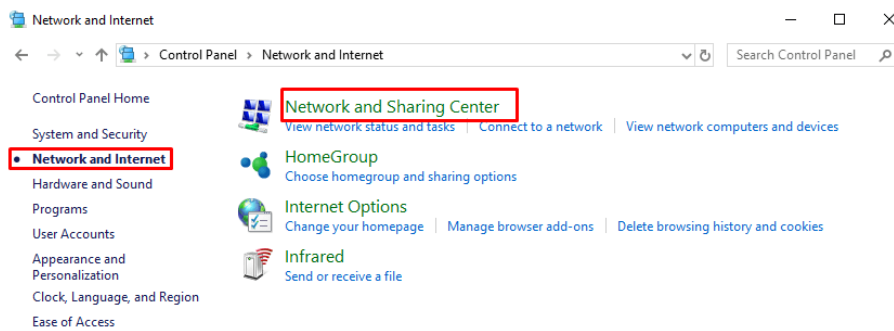 Network and Internet
Control Panel > Network and Internet
Search Control Panel
Control Panel Home
System and Security
Network and Internet
Hardware and Sound
Programs
User Accounts
Appearance and
Personalization
Clock, Language, and Region
Ease of Access
Network and Sharing Center
View network status and tasks
Connect to a network
View network computers and devices
HomeGroup
Choose homegroup and sharing options
Internet Options
Change your homepage
Manage browser add-ons
Delete browsing history and cookies
Infrared
Send or receive a file